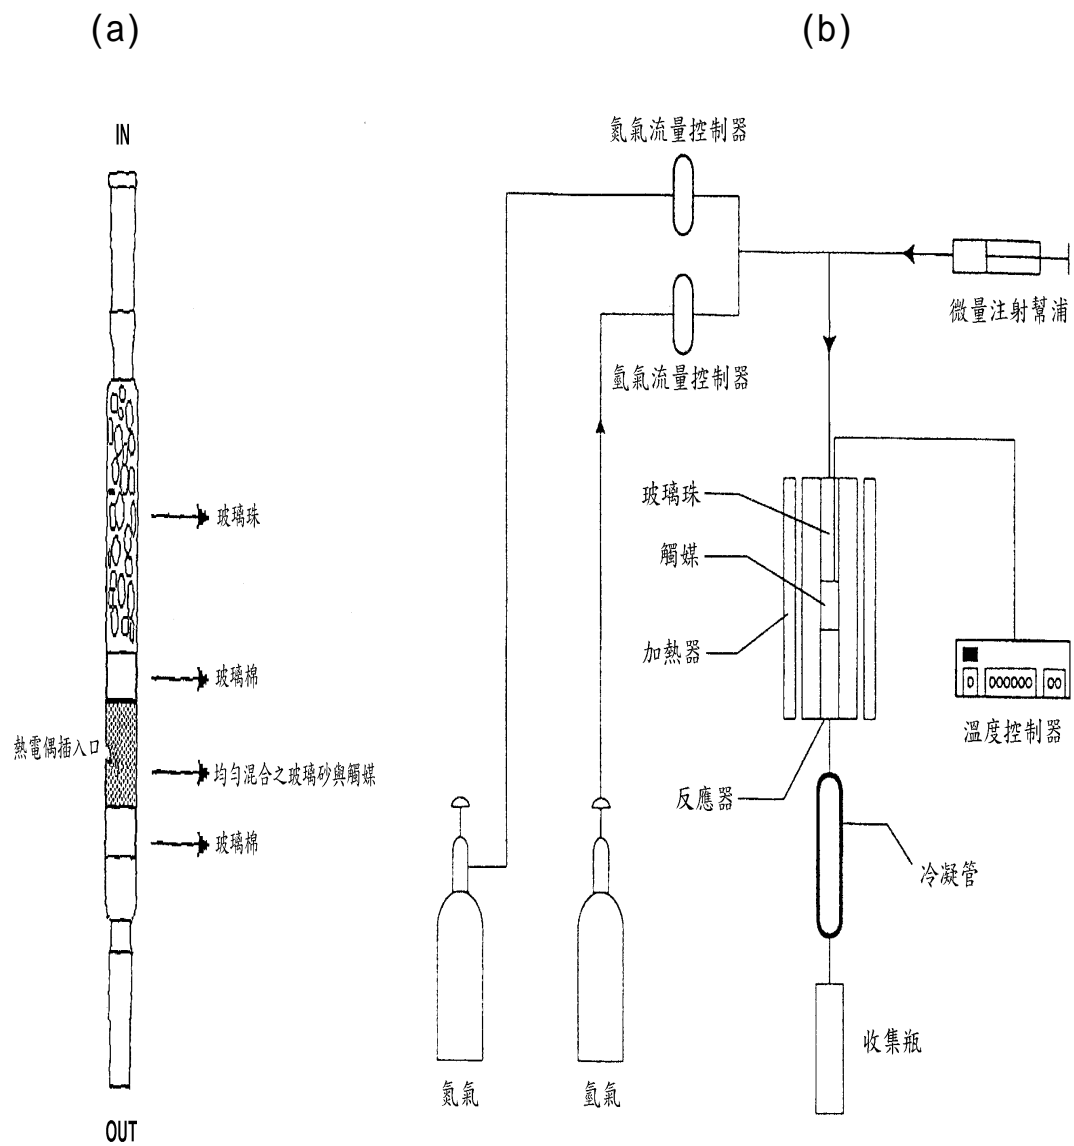 (a)
IN
玻璃珠
玻璃棉
熱電偶插入口
均勻混合之玻璃砂與觸媒
玻璃棉
OUT
(b)
氮氣流量控制器
微量注射幫浦
氫氣流量控制器
玻璃珠
觸媒
加熱器
溫度控制器
反應器
冷凝管
收集瓶
氮氣
氫氣